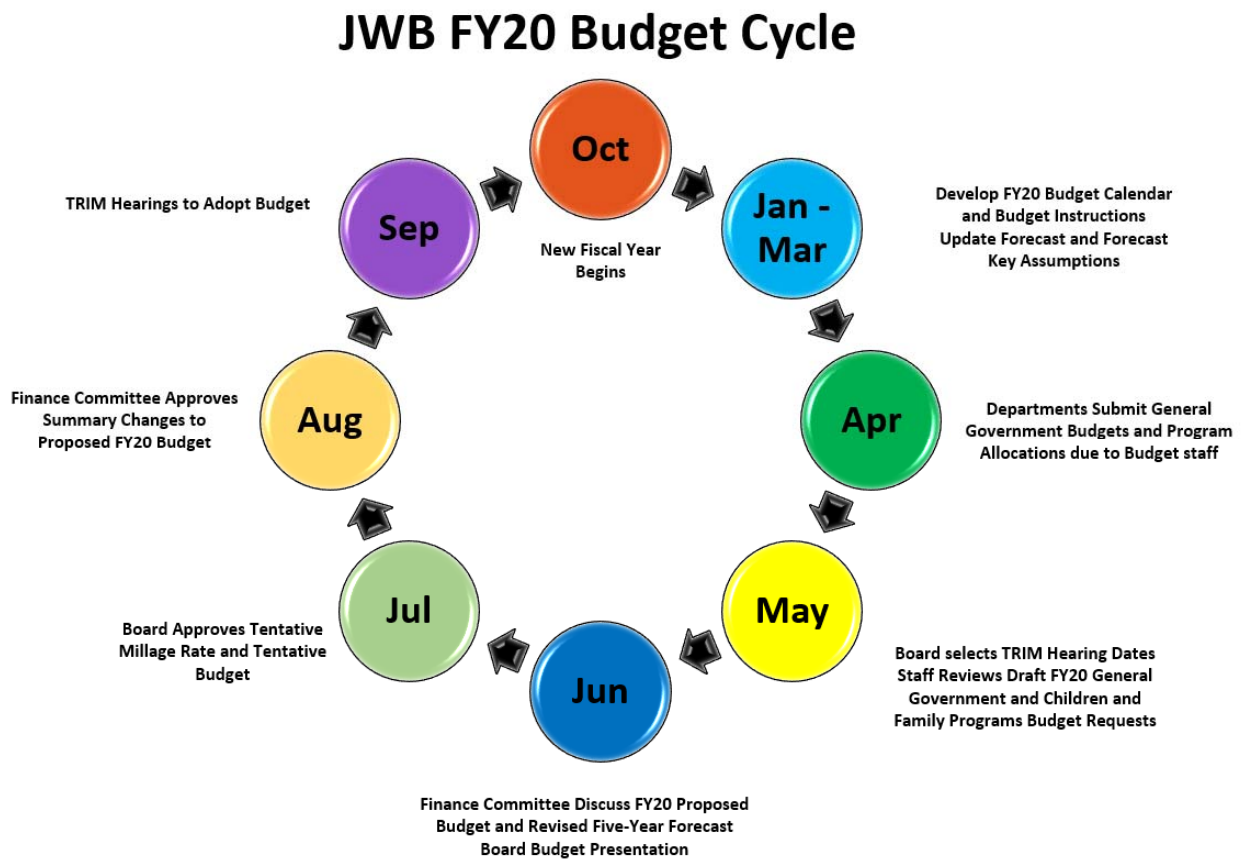 JWB FY20 Budget Cycle
Oct
New Fiscal Year
Begins
Jan -
Mar
Develop FY20 Budget Calendar
and Budget Instructions
Update Forecast and Forecast
Key Assumptions
Apr
Departments Submit General
Government Budgets and Program
Allocations due to Budget staff
May
Board selects TRIM Hearing Dates
Staff Reviews Draft FY20 General
Government and Children and
Family Programs Budget Requests
Jun
Finance Committee Discuss FY20 Proposed
Budget and Revised Five-Year Forecast
Board Budget Presentation
Jul
Board Approves Tentative
Millage Rate and Tentative
Budget
Aug
Finance Committee Approves
Summary Changes to
Proposed FY20 Budget
Sep
TRIM Hearings to Adopt Budget